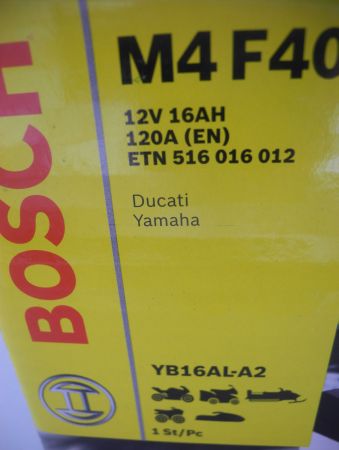 BOSCH
M4 F40
12V 16AH
120A (EN)
ETN 516 016 012
Ducati
Yamaha
YB16AL-A2
1 St/Pc